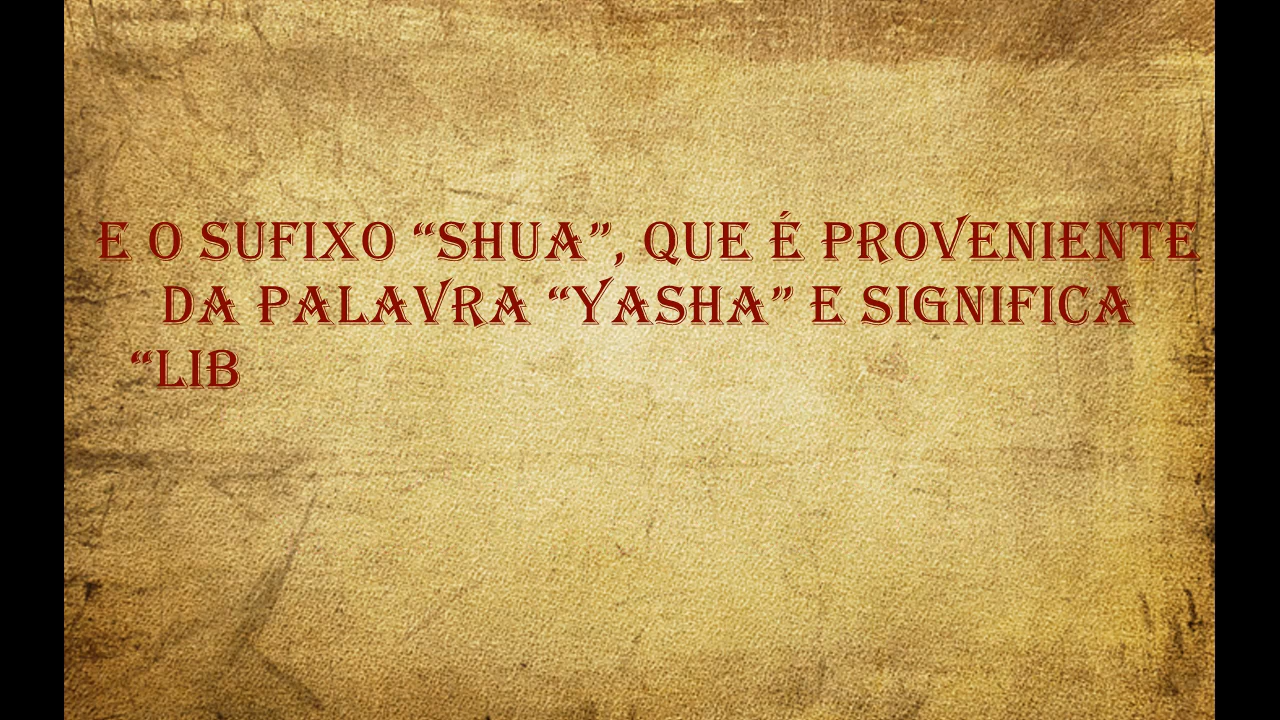 E O SUFIXO “SHUA”, QUE É PROVENIENTE
DA PALAVRA “YASHA” E SIGNIFICA
“LIB